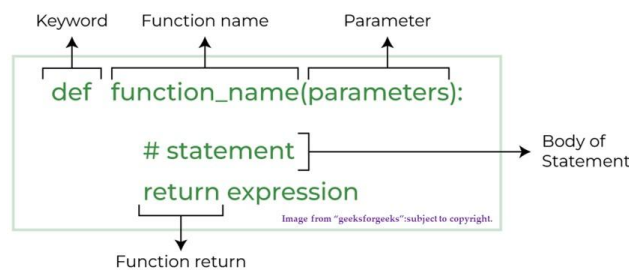 Keyword Function name Parameter
def function_name(parameters):
# statement
Body of
Statement
return expression
Image from "geeksforgeeks":subject to copyright.
Function return